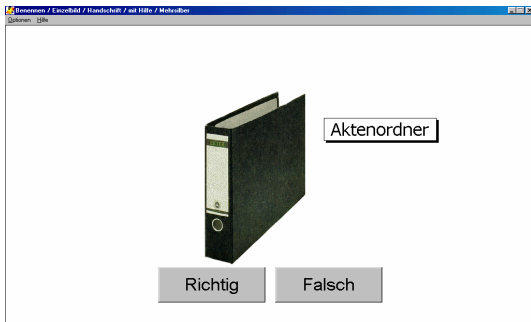 Benennen / Einzelbild / Handschrift / mit Hilfe / Mehrsilber
Optionen Hilfe
Aktenordner
Richtig Falsch